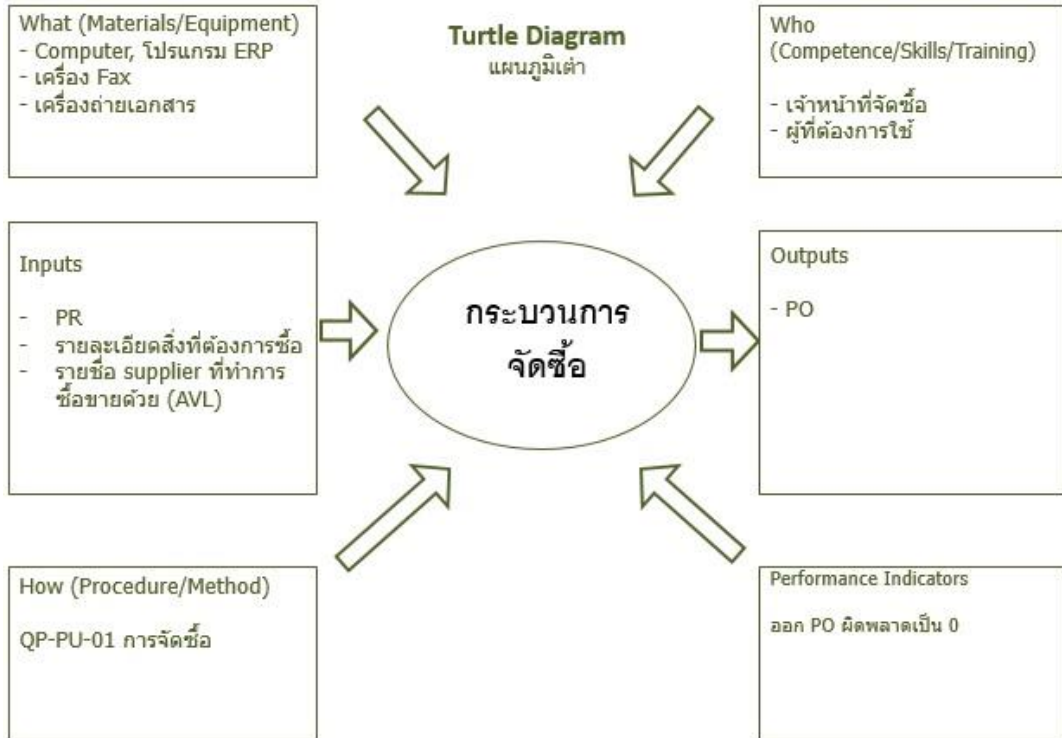 What (Materials/Equipment)
- Computer, โปรแกรม ERP
- เครื่อง Fax
- เครื่องถ่ายเอกสาร
Turtle Diagram
แผนภูมิเต่า
Who
(Competence/Skills/Training)
- เจ้าหน้าที่จัดซื้อ
- ผู้ที่ต้องการใช้
Inputs
- PR
- รายละเอียดสิ่งที่ต้องการซื้อ
- รายชื่อ supplier ที่ทำการ
ซื้อขายด้วย (AVL)
กระบวนการ
จัดซื้อ
Outputs
- PO
How (Procedure/Method)
QP-PU-01 การจัดซื้อ
Performance Indicators
ออก PO ผิดพลาดเป็น 0